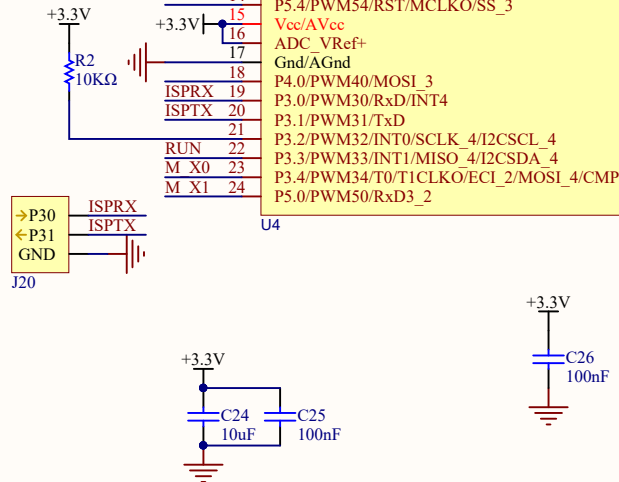 14 P5.4/PWM54/RST/MCLKO/SS_3
+3.3V
+3.3V 15 Vcc/AVcc
16 ADC_VRef+
17 Gnd/AGnd
R2
10KΩ
18 P4.0/PWM40/MOSI_3
ISPRX 19 P3.0/PWM30/RxD/INT4
ISPTX 20 P3.1/PWM31/TxD
21 P3.2/PWM32/INT0/SCLK_4/I2CSCL_4
RUN 22 P3.3/PWM33/INT1/MISO_4/I2CSDA_4
M_X0 23 P3.4/PWM34/T0/T1CLKO/ECI_2/MOSI_4/CMP
M_X1 24 P5.0/PWM50/RxD3_2
U4
P30 ISPRX
P31 ISPTX
GND
J20
+3.3V
C26
100nF
+3.3V
C24
10uF
C25
100nF